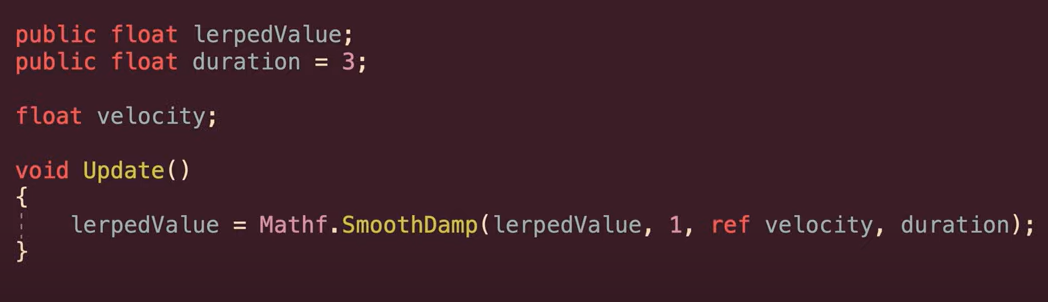 public float lerpedValue;
public float duration = 3;
float velocity;
void Update()
{
lerpedValue = Mathf.SmoothDamp(lerpedValue, 1, ref velocity, duration);
}